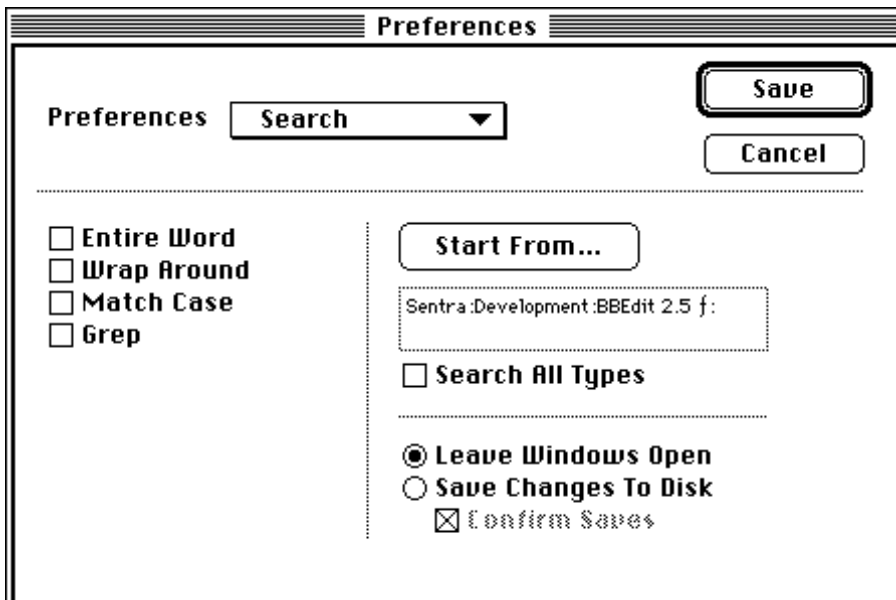 Preferences
Save
Preferences Search
Cancel
Entire Word
Wrap Around
Match Case
Grep
Start From...
Sentra:Development:BBEdit 2.5 ƒ:
Search All Types
Leave Windows Open
Save Changes To Disk
Confirm Saves